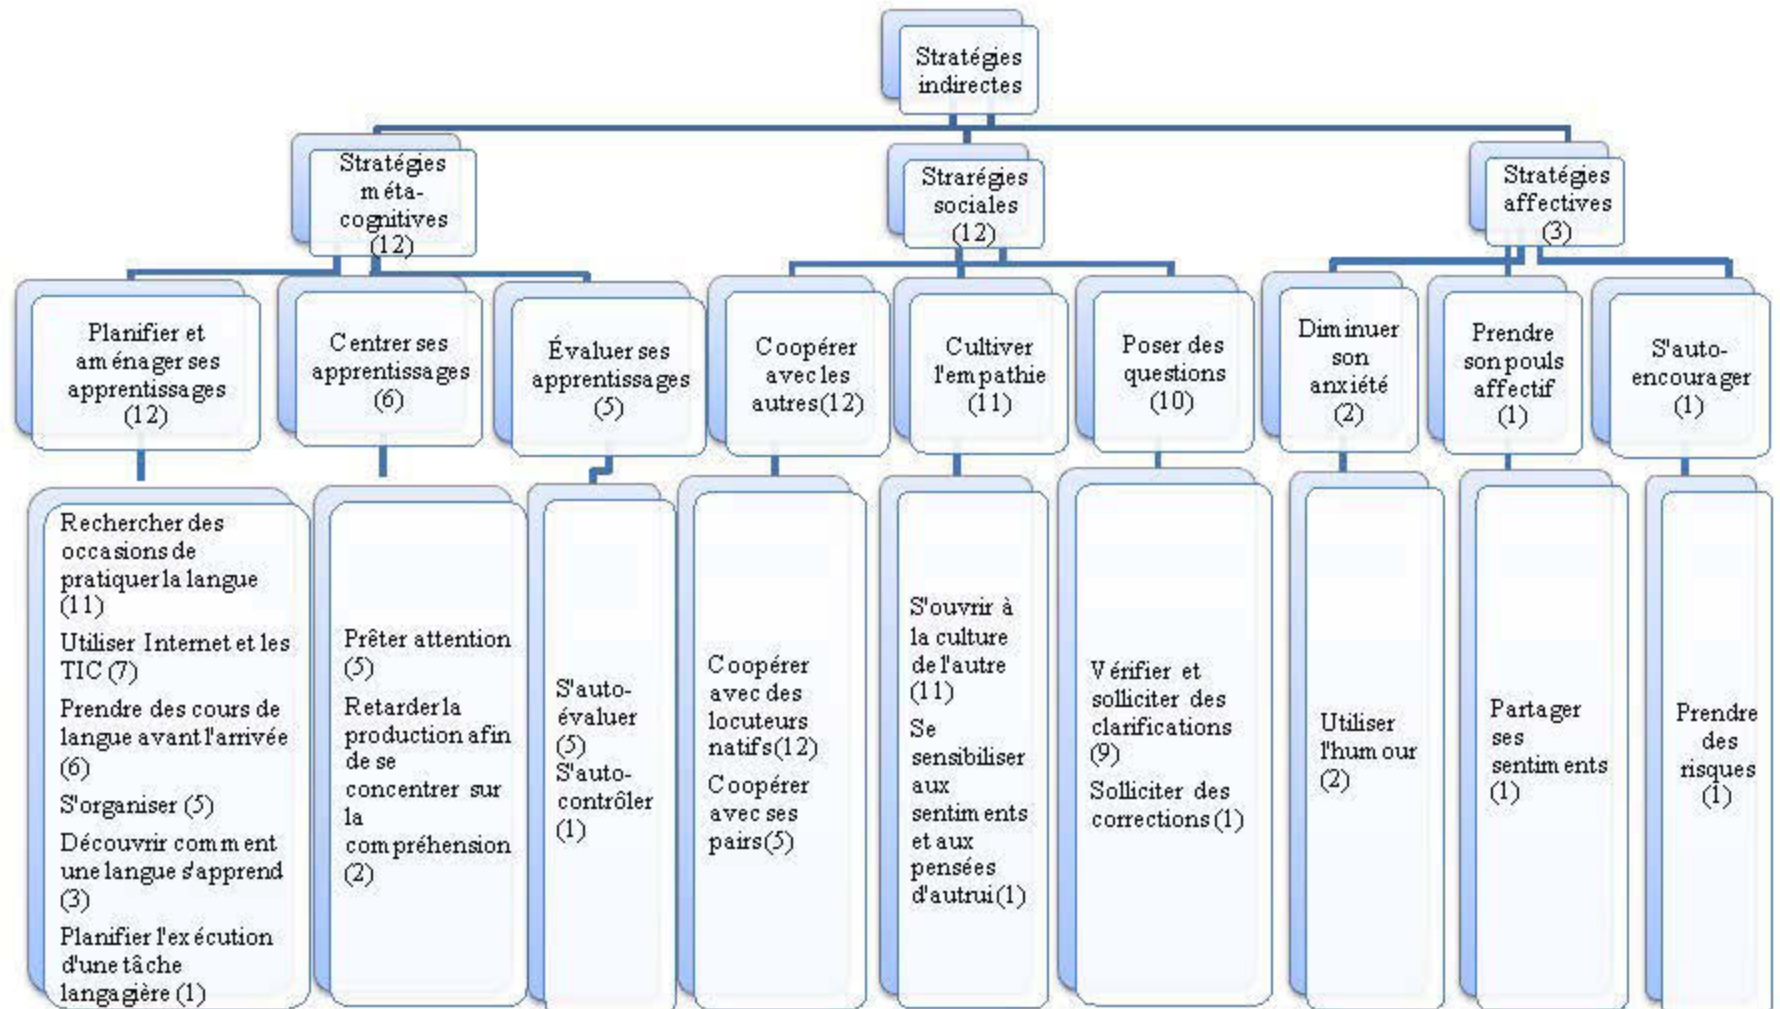 Stratégies
indirectes
Stratégies
méta-
cognitives
(12)
Strarégies
sociales
(12)
Stratégies
affectives
(3)
Planifier et
aménager ses
apprentissages
(12)
Centrer ses
apprentissages
(6)
Évaluer ses
apprentissages
(5)
Coopérer
avec les
autres (12)
Cultiver
l'empathie
(11)
Poser des
questions
(10)
Diminuer
son
anxiété
(2)
Prendre
son pouls
affectif
(1)
S'auto-
encourager
(1)
Rechercher des
occasions de
pratiquer la langue
(11)
Utiliser Internet et les
TIC (7)
Prendre des cours de
langue avant l'arrivée
(6)
S'organiser (5)
Découvrir comment
une langue s'apprend
(3)
Planifier l'exécution
d'une tâche
langagière (1)
Prêter attention
(5)
Retarder la
production afin
de se
concentrer sur
la
compréhension
(2)
S'auto-
évaluer
(5)
S'auto-
contrôler
(1)
Coopérer
avec des
locuteurs
natifs (12)
Coopérer
avec ses
pairs (5)
S'ouvrir à
la culture
de l'autre
(11)
Se
sensibiliser
aux
sentiments
et aux
pensées
d'autrui (1)
Vérifier et
solliciter des
clarifications
(9)
Solliciter des
corrections (1)
Utiliser
l'humour
(2)
Partager
ses
sentiments
(1)
Prendre
des
risques
(1)